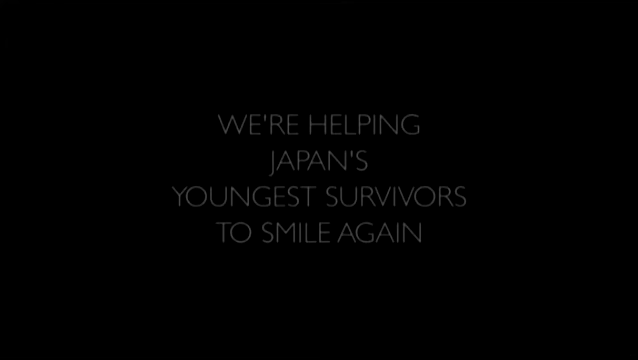 WE'RE HELPING
JAPAN'S
YOUNGEST SURVIVORS
TO SMILE AGAIN